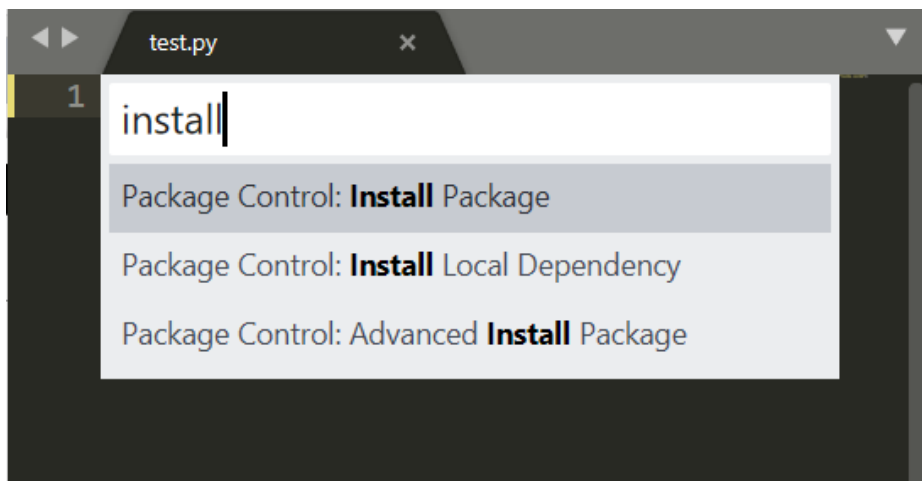 test.py ×
1
install
Package Control: Install Package
Package Control: Install Local Dependency
Package Control: Advanced Install Package